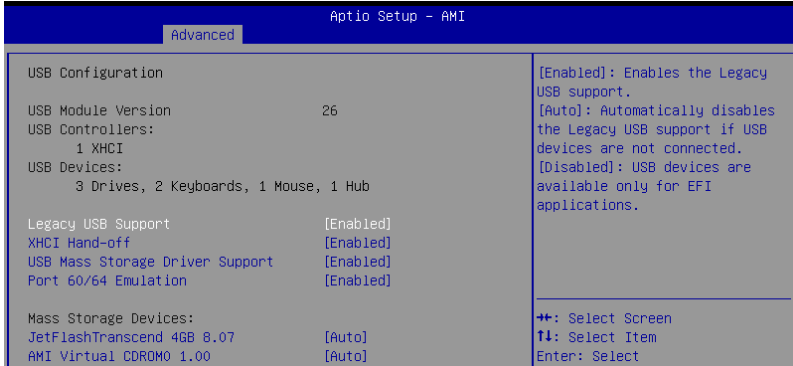 Aptio Setup – AMI
Advanced
USB Configuration
USB Module Version 26
USB Controllers:
1 XHCI
USB Devices:
3 Drives, 2 Keyboards, 1 Mouse, 1 Hub
Legacy USB Support [Enabled]
XHCI Hand-off [Enabled]
USB Mass Storage Driver Support [Enabled]
Port 60/64 Emulation [Enabled]
Mass Storage Devices:
JetFlashTranscend 4GB 8.07 [Auto]
AMI Virtual CDROM0 1.00 [Auto]
[Enabled]: Enables the Legacy
USB support.
[Auto]: Automatically disables
the Legacy USB support if USB
devices are not connected.
[Disabled]: USB devices are
available only for EFI
applications.
→←: Select Screen
↑↓: Select Item
Enter: Select